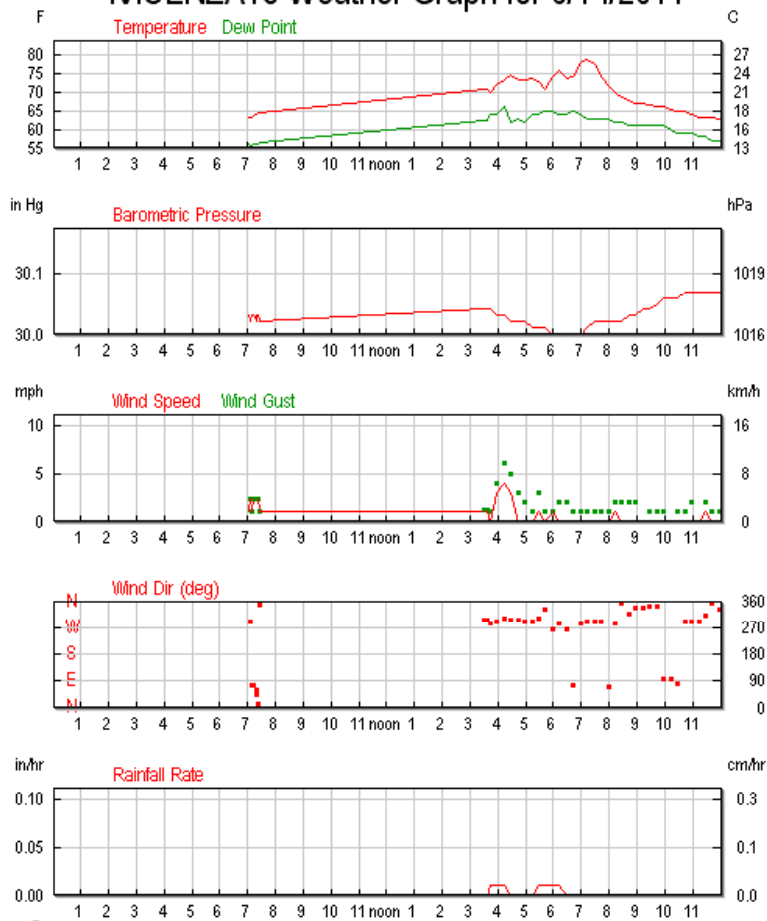 Weather Graph for
F C
Temperature Dew Point
80 27
75 24
70 21
65 18
60 16
55 13
1 2 3 4 5 6 7 8 9 10 11 noon 1 2 3 4 5 6 7 8 9 10 11
in Hg hPa
Barometric Pressure
30.1 1019
30.0 1016
1 2 3 4 5 6 7 8 9 10 11 noon 1 2 3 4 5 6 7 8 9 10 11
mph km/h
Wind Speed Wind Gust
10 16
5 8
0 0
1 2 3 4 5 6 7 8 9 10 11 noon 1 2 3 4 5 6 7 8 9 10 11
Wind Dir (deg)
N 360
W 270
S 180
E 90
N 0
1 2 3 4 5 6 7 8 9 10 11 noon 1 2 3 4 5 6 7 8 9 10 11
in/hr cm/hr
Rainfall Rate
0.10 0.3
0.05 0.1
0.00 0.0
1 2 3 4 5 6 7 8 9 10 11 noon 1 2 3 4 5 6 7 8 9 10 11